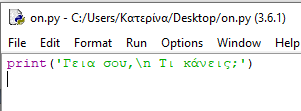 on.py - C:/Users/Κατερίνα/Desktop/on.py (3.6.1)
File Edit Format Run Options Window Help
print('Γεια σου,\n Τι κάνεις;')